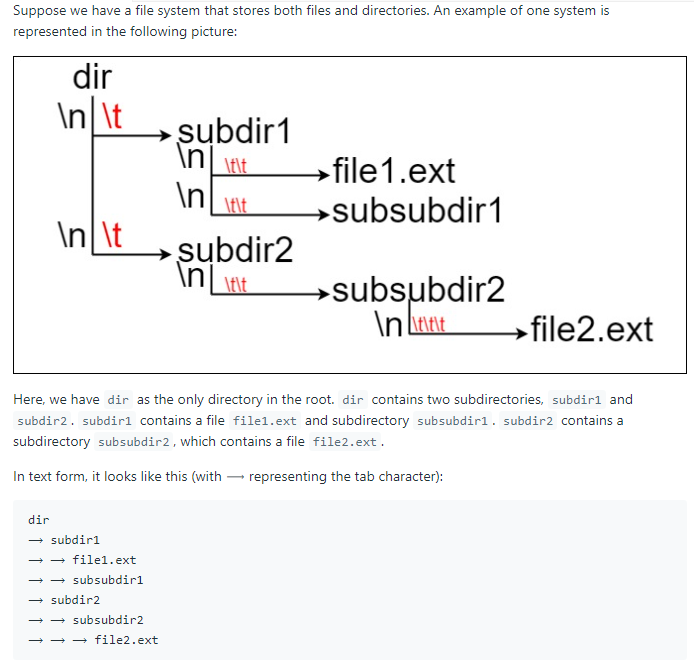 Suppose we have a file system that stores both files and directories. An example of one system is
represented in the following picture:
dir
\n \t
subdir1
\n \t\t
file1.ext
\n \t\t
subsubdir1
\n \t
subdir2
\n \t\t
subsubdir2
\n \t\t\t
file2.ext
Here, we have dir as the only directory in the root. dir contains two subdirectories, subdir1 and
subdir2. subdir1 contains a file file1.ext and subdirectory subsubdir1. subdir2 contains a
subdirectory subsubdir2, which contains a file file2.ext.
In text form, it looks like this (with ⟶ representing the tab character):
dir
⟶ subdir1
⟶ ⟶ file1.ext
⟶ ⟶ subsubdir1
⟶ subdir2
⟶ ⟶ subsubdir2
⟶ ⟶ ⟶ file2.ext